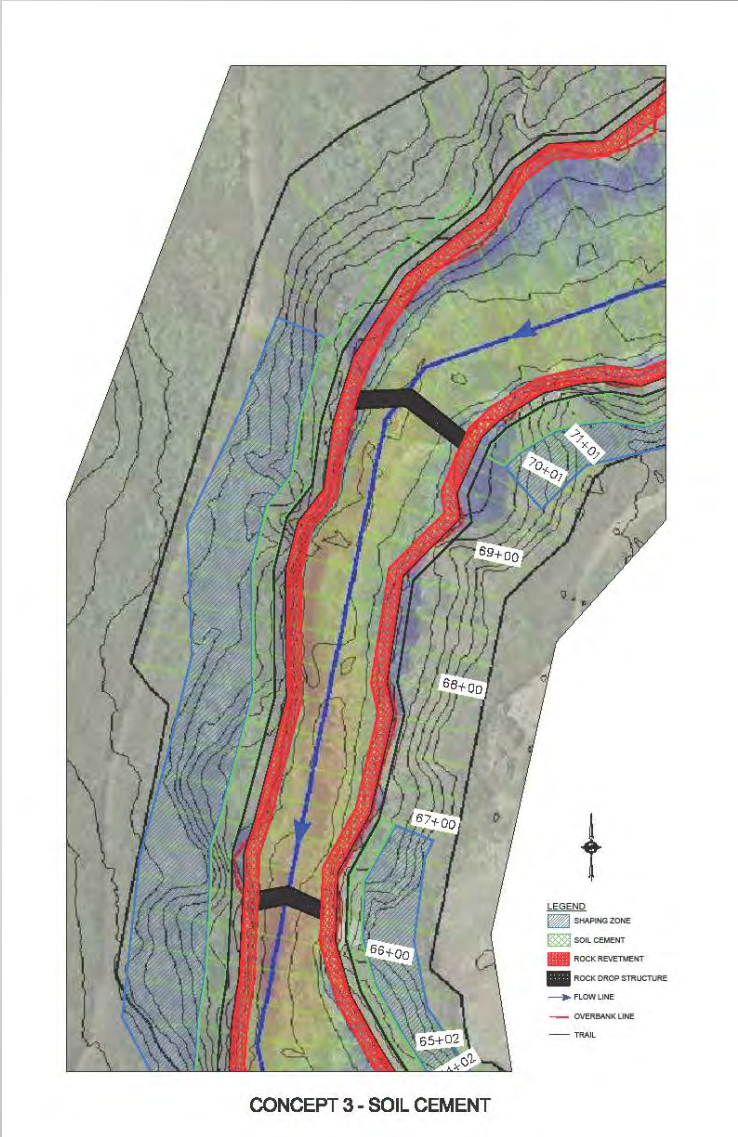 71+01
70+01
69+00
68+00
67+00
66+00
65+02
+02
LEGEND
SHAPING ZONE
SOIL CEMENT
ROCK REVETMENT
ROCK DROP STRUCTURE
FLOW LINE
OVERBANK LINE
TRAIL
CONCEPT 3 - SOIL CEMENT